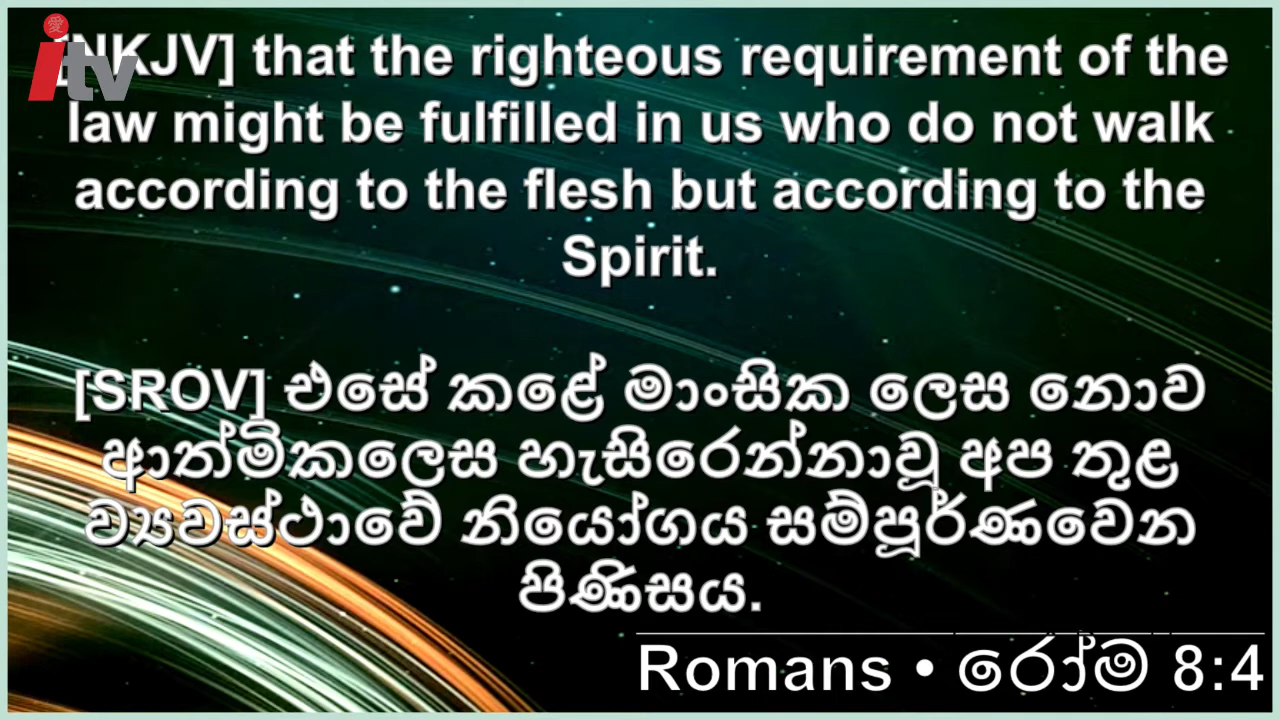 愛
itv
[NKJV] that the righteous requirement of the
law might be fulfilled in us who do not walk
according to the flesh but according to the
Spirit.
[SROV] එසේ කළේ මාංසික ලෙස නොව
ආත්මිකලෙස හැසිරෙන්නාවූ අප තුළ
ව්‍යවස්ථාවේ නියෝගය සම්පූර්ණවෙන
පිණිසය.
Romans • රෝම 8:4